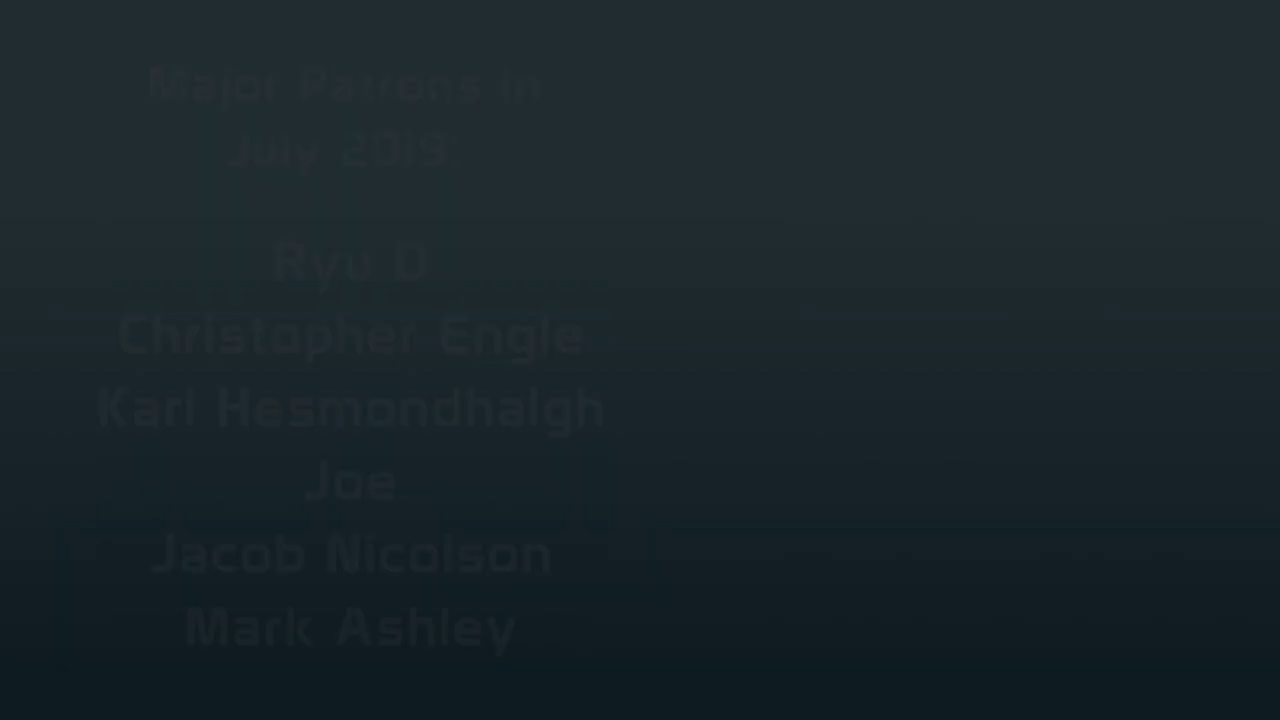 Major Patrons in
July 2019:
Ryu D
Christopher Engle
Karl Hesmondhalgh
Joe
Jacob Nicolson
Mark Ashley